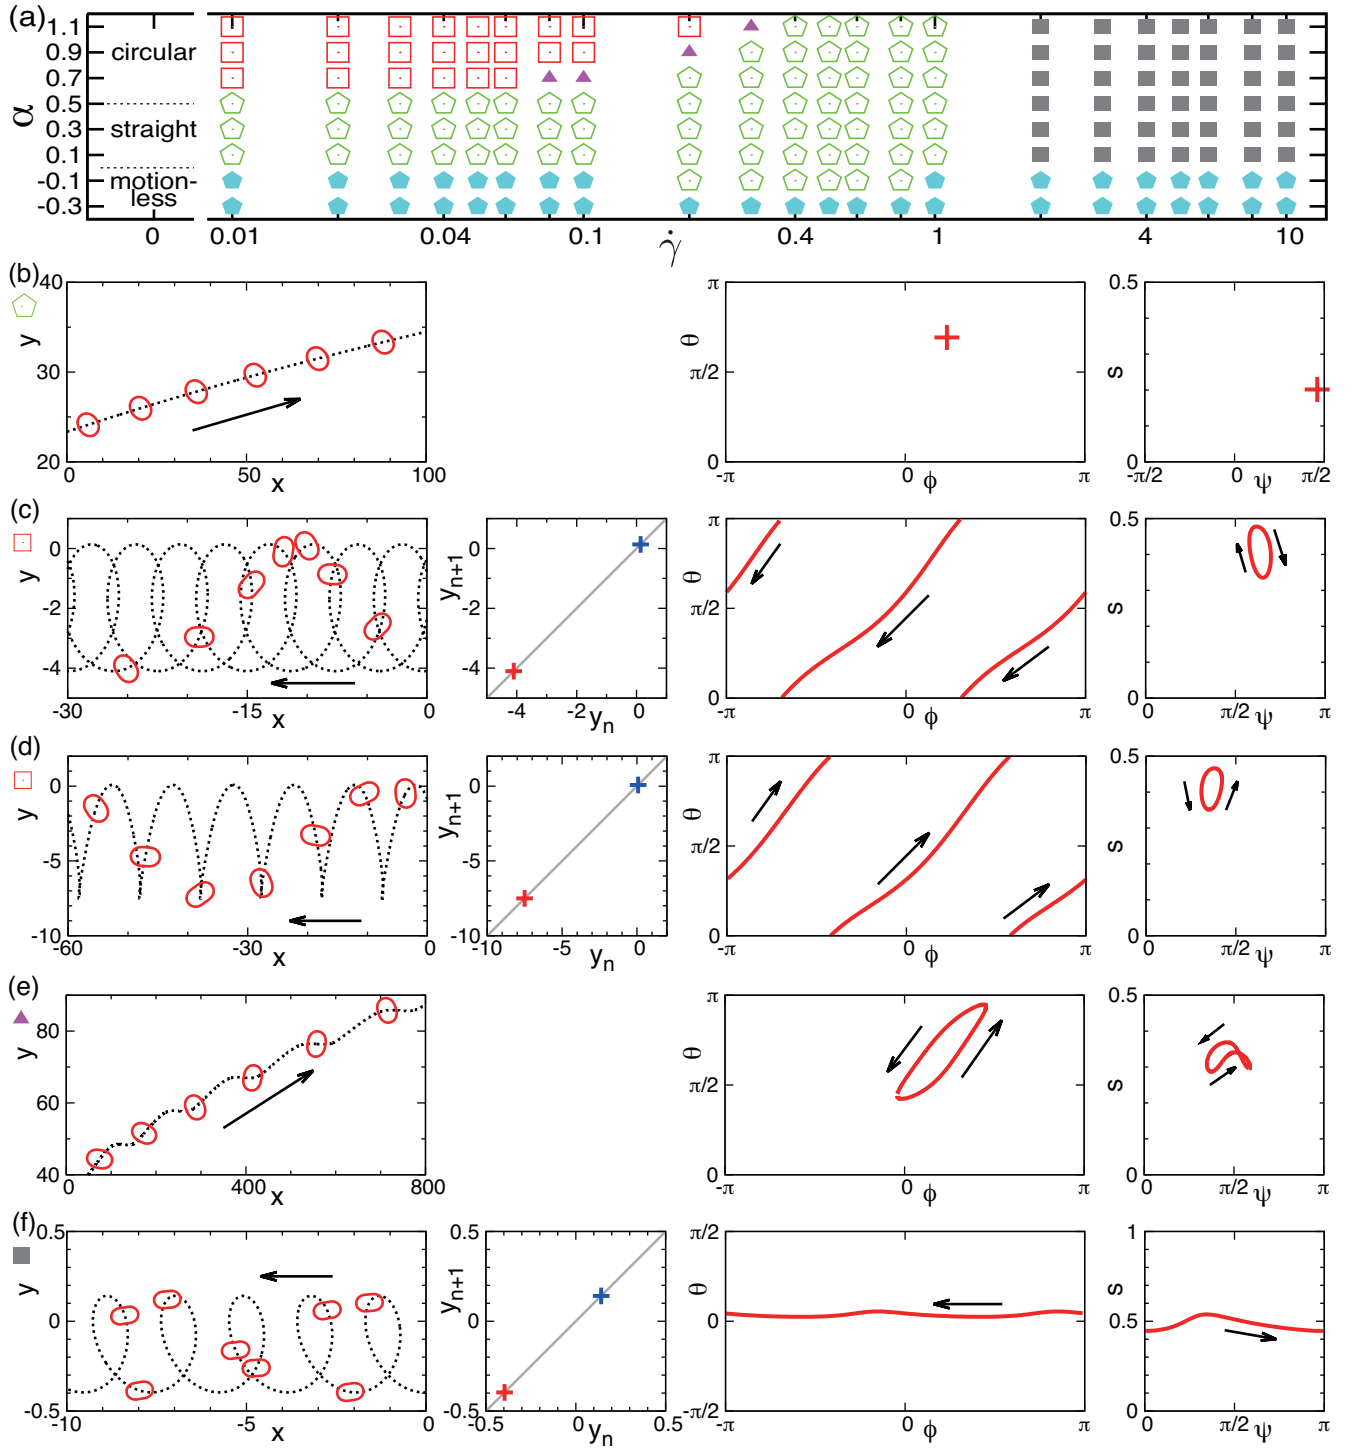 (a)
1.1
0.9
circular
0.7
α
0.5
0.3
straight
0.1
-0.1
motion-
less
-0.3
0
0.01
0.04
0.1
γ̇
0.4
1
4
10
(b)
40
y
30
20
0
50
x
100
π
θ
π/2
0
-π
0
ϕ
π
0.5
s
0
-π/2
0
ψ
π/2
(c)
0
y
-2
-4
-30
-15
x
0
yn+1
0
-2
-4
-4
-2
yn
0
π
θ
π/2
0
-π
0
ϕ
π
0.5
s
0
0
π/2
ψ
π
(d)
0
y
-5
-10
-60
-30
x
0
yn+1
0
-5
-10
-10
-5
yn
0
π
θ
π/2
0
-π
0
ϕ
π
0.5
s
0
0
π/2
ψ
π
(e)
80
y
60
40
0
400
x
800
π
θ
π/2
0
-π
0
ϕ
π
0.5
s
0
0
π/2
ψ
π
(f)
0.5
y
0
-0.5
-10
-5
x
0
0.5
yn+1
0
-0.5
-0.5
0
yn
0.5
π/2
θ
0
-π/2
-π
0
ϕ
π
1
s
0.5
0
0
π/2
ψ
π